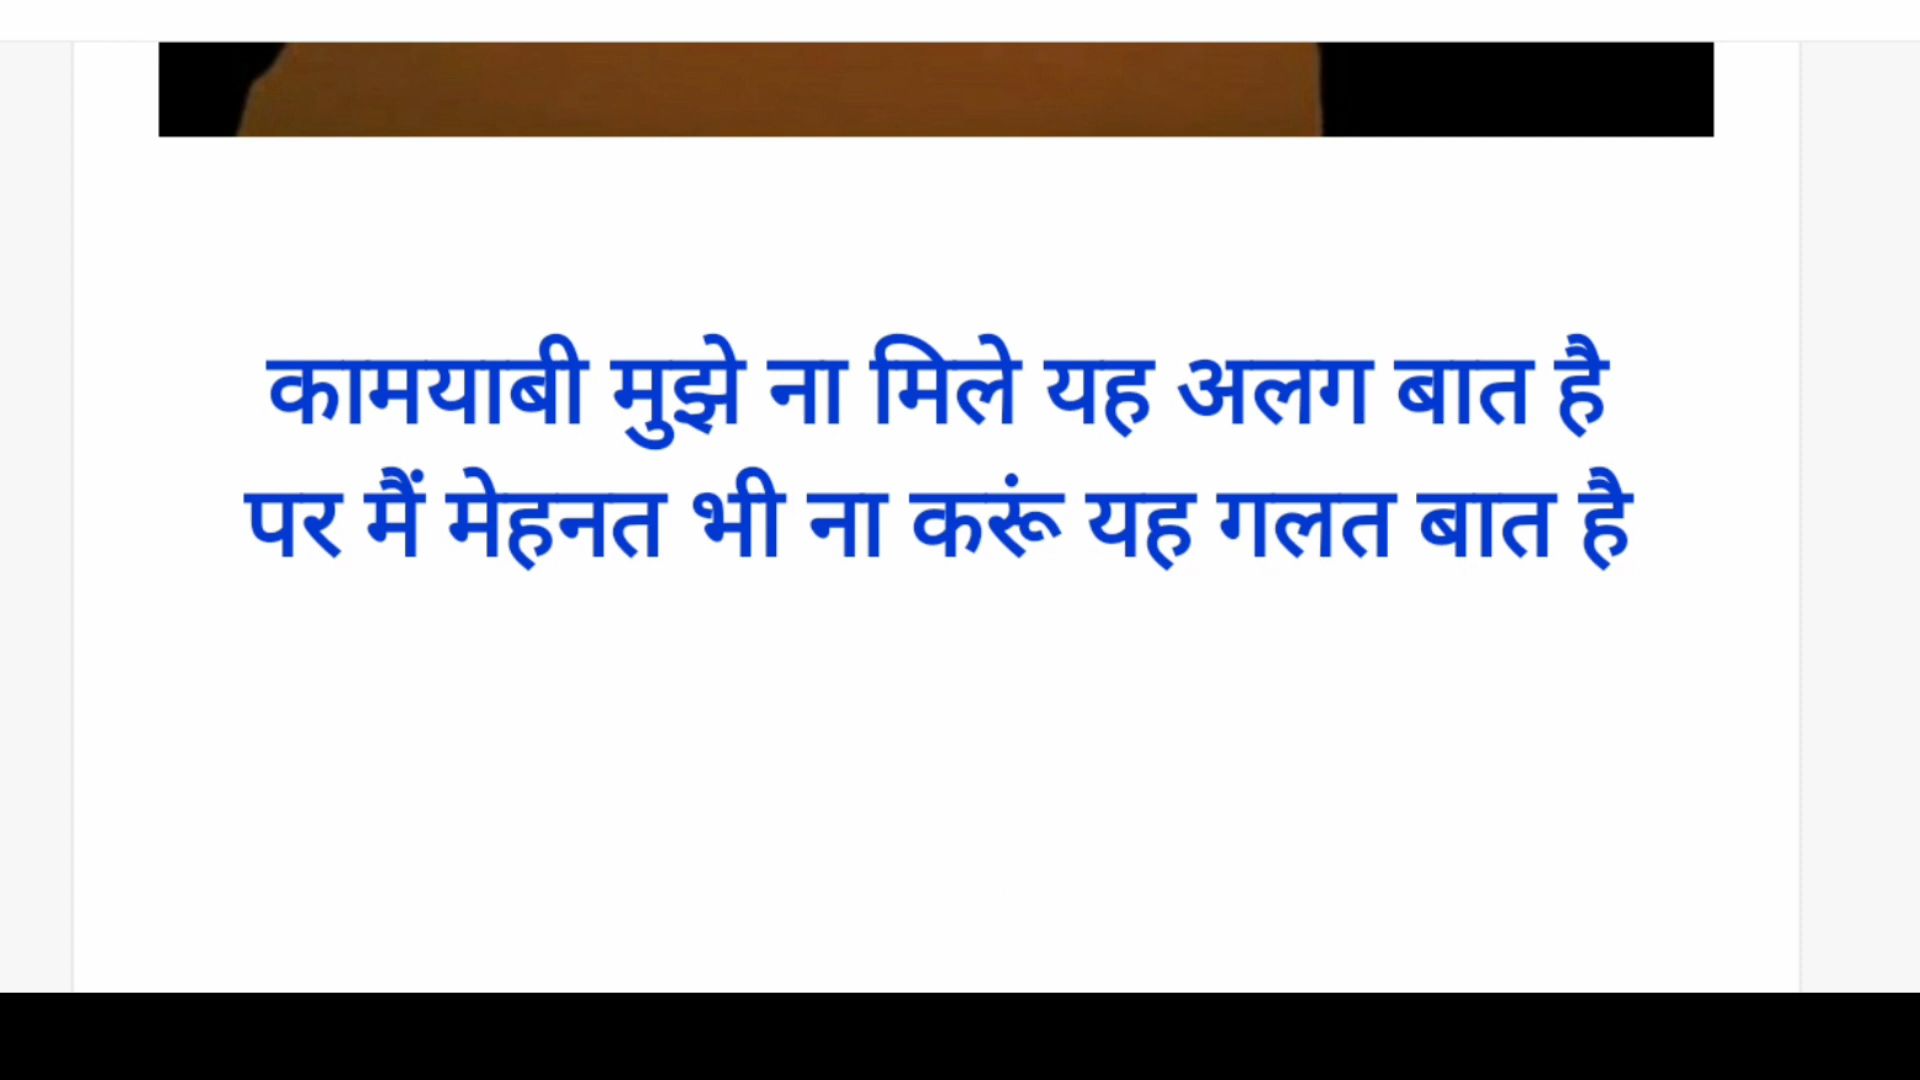 कामयाबी मुझे ना मिले यह अलग बात है
पर मैं मेहनत भी ना करूं यह गलत बात है